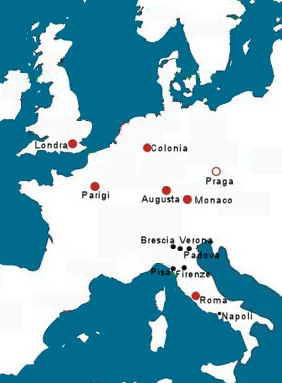 Londra
Colonia
Praga
Parigi
Augusta
Monaco
Brescia Verona
Padova
Pisa Firenze
Roma
Napoli